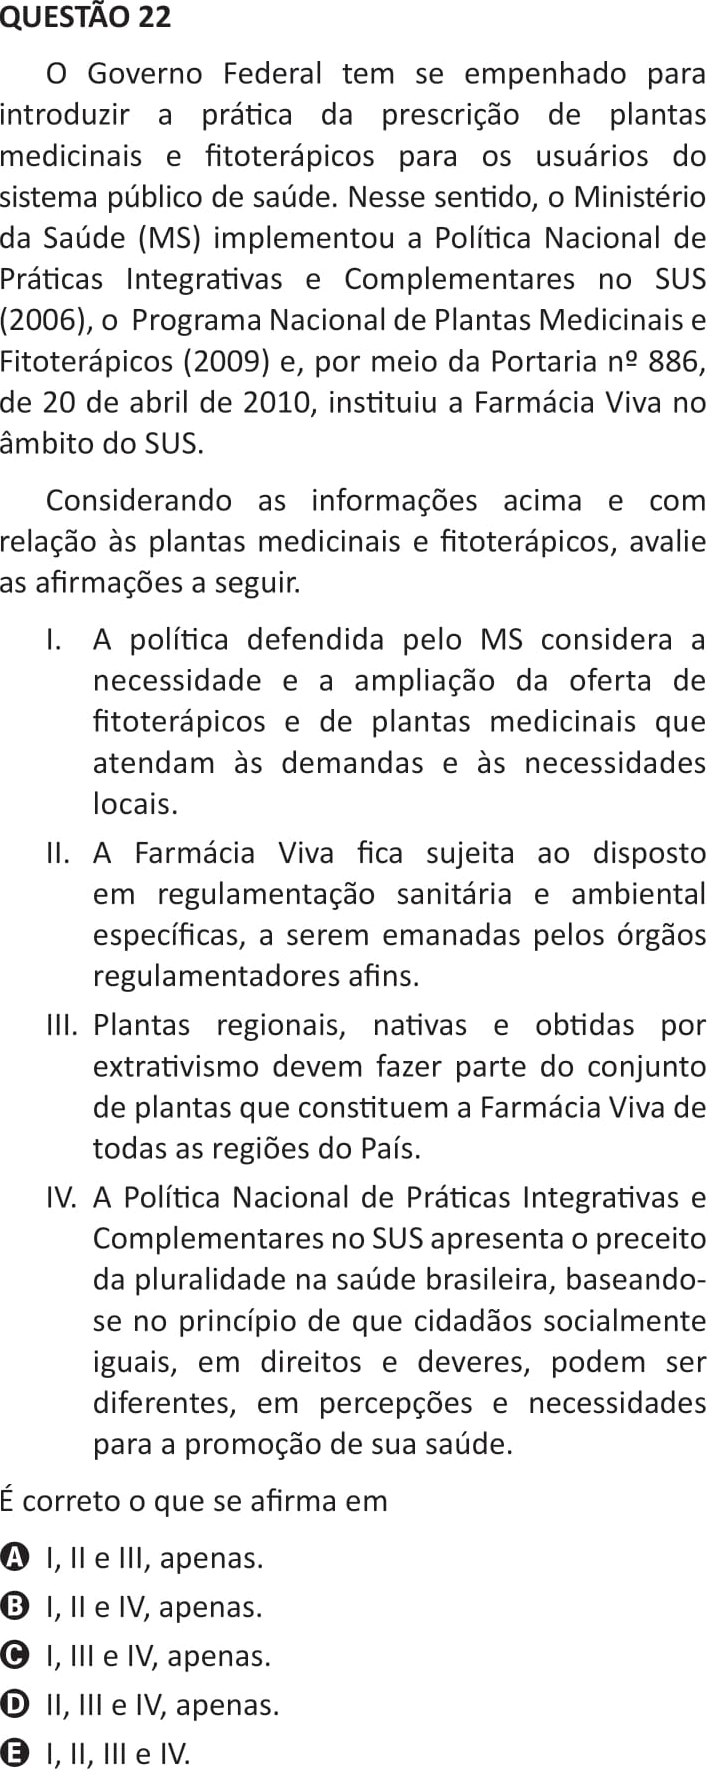 QUESTÃO 22
O Governo Federal tem se empenhado para
introduzir a prática da prescrição de plantas
medicinais e fitoterápicos para os usuários do
sistema público de saúde. Nesse sentido, o Ministério
da Saúde (MS) implementou a Política Nacional de
Práticas Integrativas e Complementares no SUS
(2006), o Programa Nacional de Plantas Medicinais e
Fitoterápicos (2009) e, por meio da Portaria nº 886,
de 20 de abril de 2010, instituiu a Farmácia Viva no
âmbito do SUS.
Considerando as informações acima e com
relação às plantas medicinais e fitoterápicos, avalie
as afirmações a seguir.
I. A política defendida pelo MS considera a
necessidade e a ampliação da oferta de
fitoterápicos e de plantas medicinais que
atendam às demandas e às necessidades
locais.
II. A Farmácia Viva fica sujeita ao disposto
em regulamentação sanitária e ambiental
específicas, a serem emanadas pelos órgãos
regulamentadores afins.
III. Plantas regionais, nativas e obtidas por
extrativismo devem fazer parte do conjunto
de plantas que constituem a Farmácia Viva de
todas as regiões do País.
IV. A Política Nacional de Práticas Integrativas e
Complementares no SUS apresenta o preceito
da pluralidade na saúde brasileira, baseando-
se no princípio de que cidadãos socialmente
iguais, em direitos e deveres, podem ser
diferentes, em percepções e necessidades
para a promoção de sua saúde.
É correto o que se afirma em
A I, II e III, apenas.
B I, II e IV, apenas.
C I, III e IV, apenas.
D II, III e IV, apenas.
E I, II, III e IV.